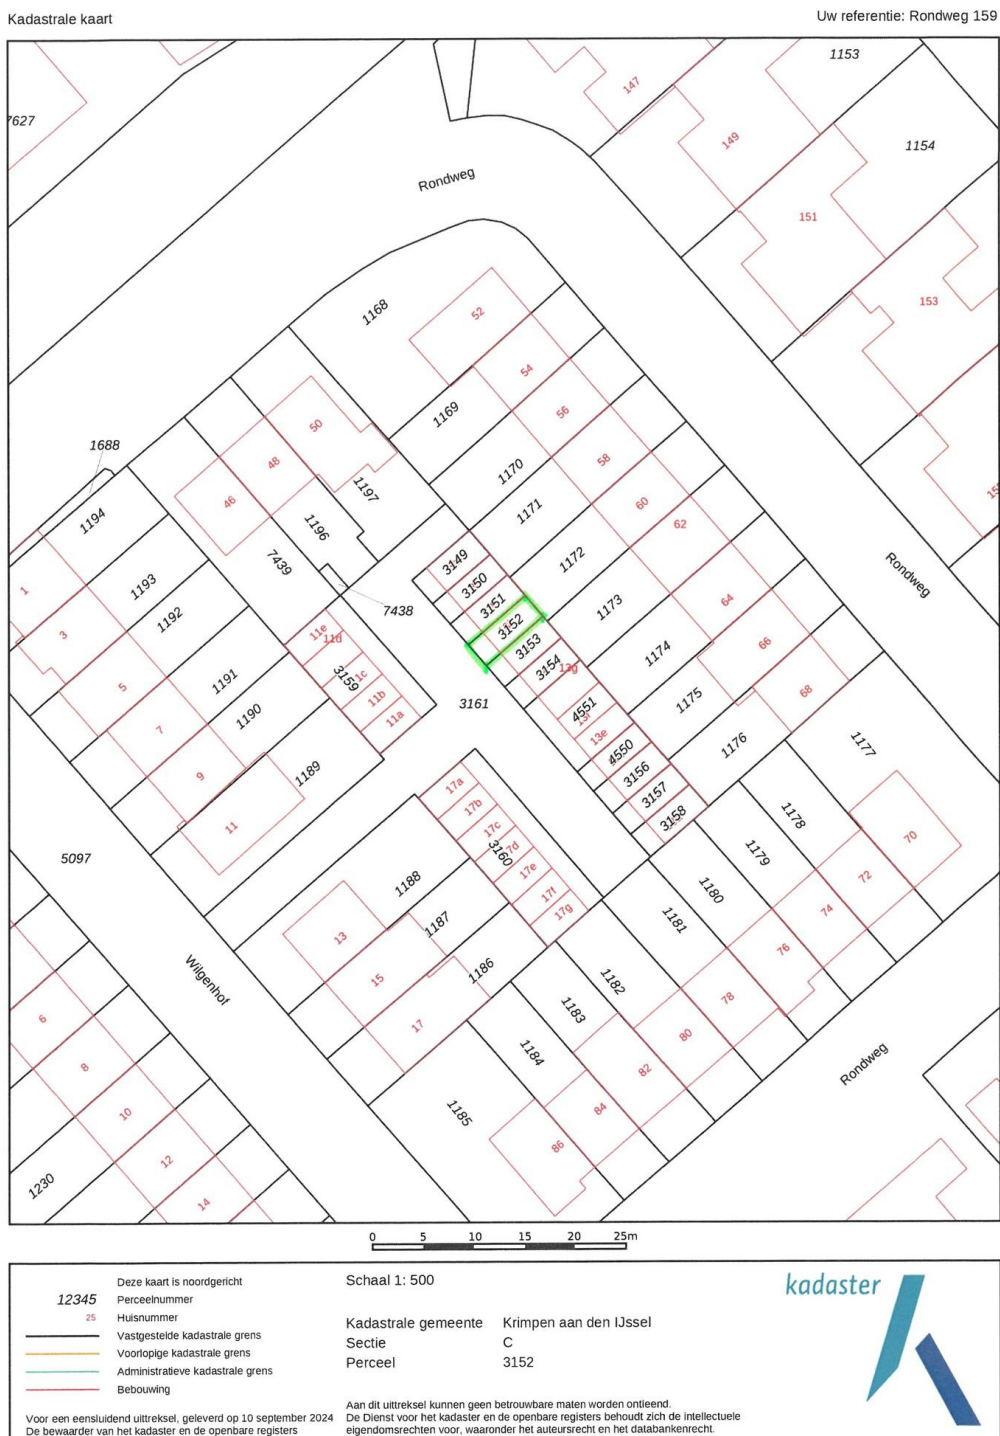 Kadastrale kaart
Uw referentie: Rondweg 159
7627
1153
1154
147
149
151
153
Rondweg
1168
52
54
56
58
60
62
64
66
68
1169
1170
1171
1172
1173
1174
1175
1176
1177
1178
1179
1180
1181
1182
1183
1184
1185
1186
1187
1188
1189
1190
1191
1192
1193
1194
1688
50
48
46
1197
1196
7439
7438
Rondweg
3149
3150
3151
3152
3153
3154
13g
4551
13e
4550
3156
3157
3158
3161
11e
11d
3159
11b
11a
1
3
5
7
9
11
17a
17b
17c
17d
3160
17e
17f
17g
13
15
17
5097
Wilgenhof
6
8
10
12
14
1230
70
72
74
76
78
80
82
84
86
Rondweg
0 5 10 15 20 25m
Deze kaart is noordgericht
12345 Perceelnummer
25 Huisnummer
Vastgestelde kadastrale grens
Voorlopige kadastrale grens
Administratieve kadastrale grens
Bebouwing
Voor een eensluidend uittreksel, geleverd op 10 september 2024
De bewaarder van het kadaster en de openbare registers
Schaal 1: 500
Kadastrale gemeente Krimpen aan den IJssel
Sectie C
Perceel 3152
Aan dit uittreksel kunnen geen betrouwbare maten worden ontleend.
De Dienst voor het kadaster en de openbare registers behoudt zich de intellectuele
eigendomsrechten voor, waaronder het auteursrecht en het databankenrecht.
kadaster